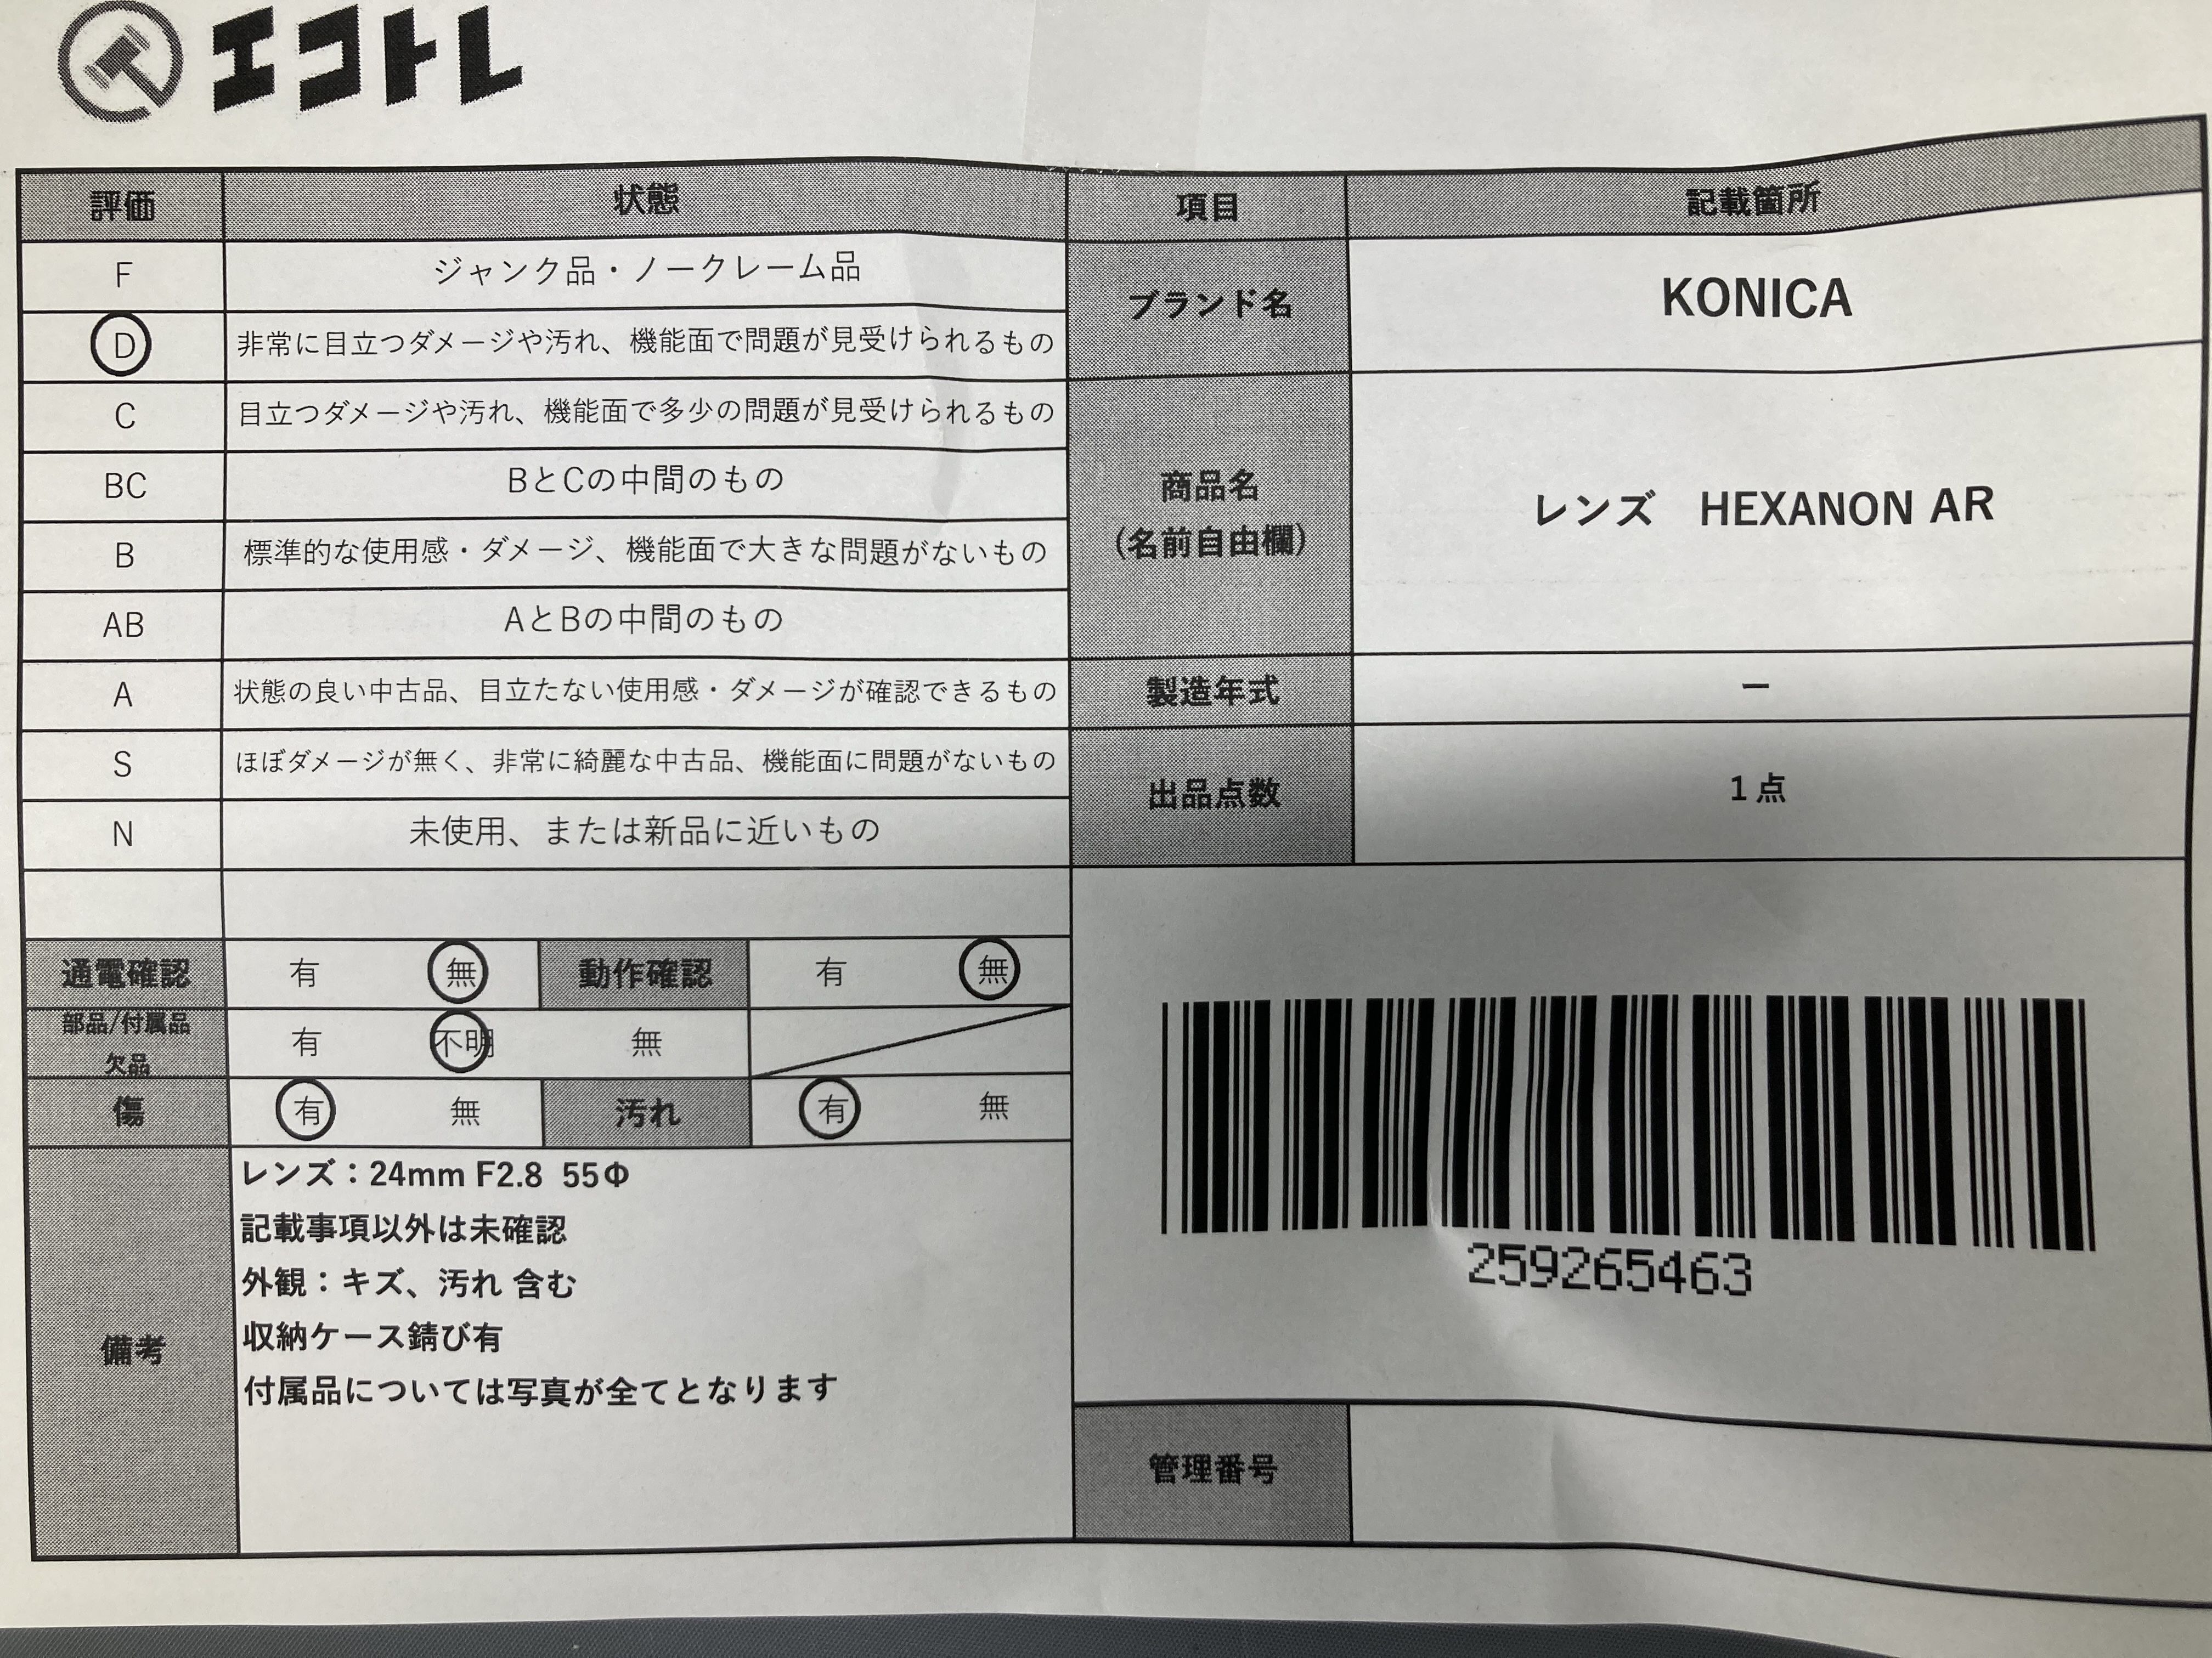 エコトレ
評価 状態
F ジャンク品・ノークレーム品
D 非常に目立つダメージや汚れ、機能面で問題が見受けられるもの
C 目立つダメージや汚れ、機能面で多少の問題が見受けられるもの
BC BとCの中間のもの
B 標準的な使用感・ダメージ、機能面で大きな問題がないもの
AB AとBの中間のもの
A 状態の良い中古品、目立たない使用感・ダメージが確認できるもの
S ほぼダメージが無く、非常に綺麗な中古品、機能面に問題がないもの
N 未使用、または新品に近いもの
通電確認 有 無 動作確認 有 無
部品/付属品
欠品
有 不明 無
傷 有 無 汚れ 有 無
備考
レンズ：24mm F2.8 55Φ
記載事項以外は未確認
外観：キズ、汚れ 含む
収納ケース錆び有
付属品については写真が全てとなります
項目 記載箇所
ブランド名 KONICA
商品名
（名前自由欄）
レンズ　HEXANON AR
製造年式 ー
出品点数 1点
259265463
管理番号